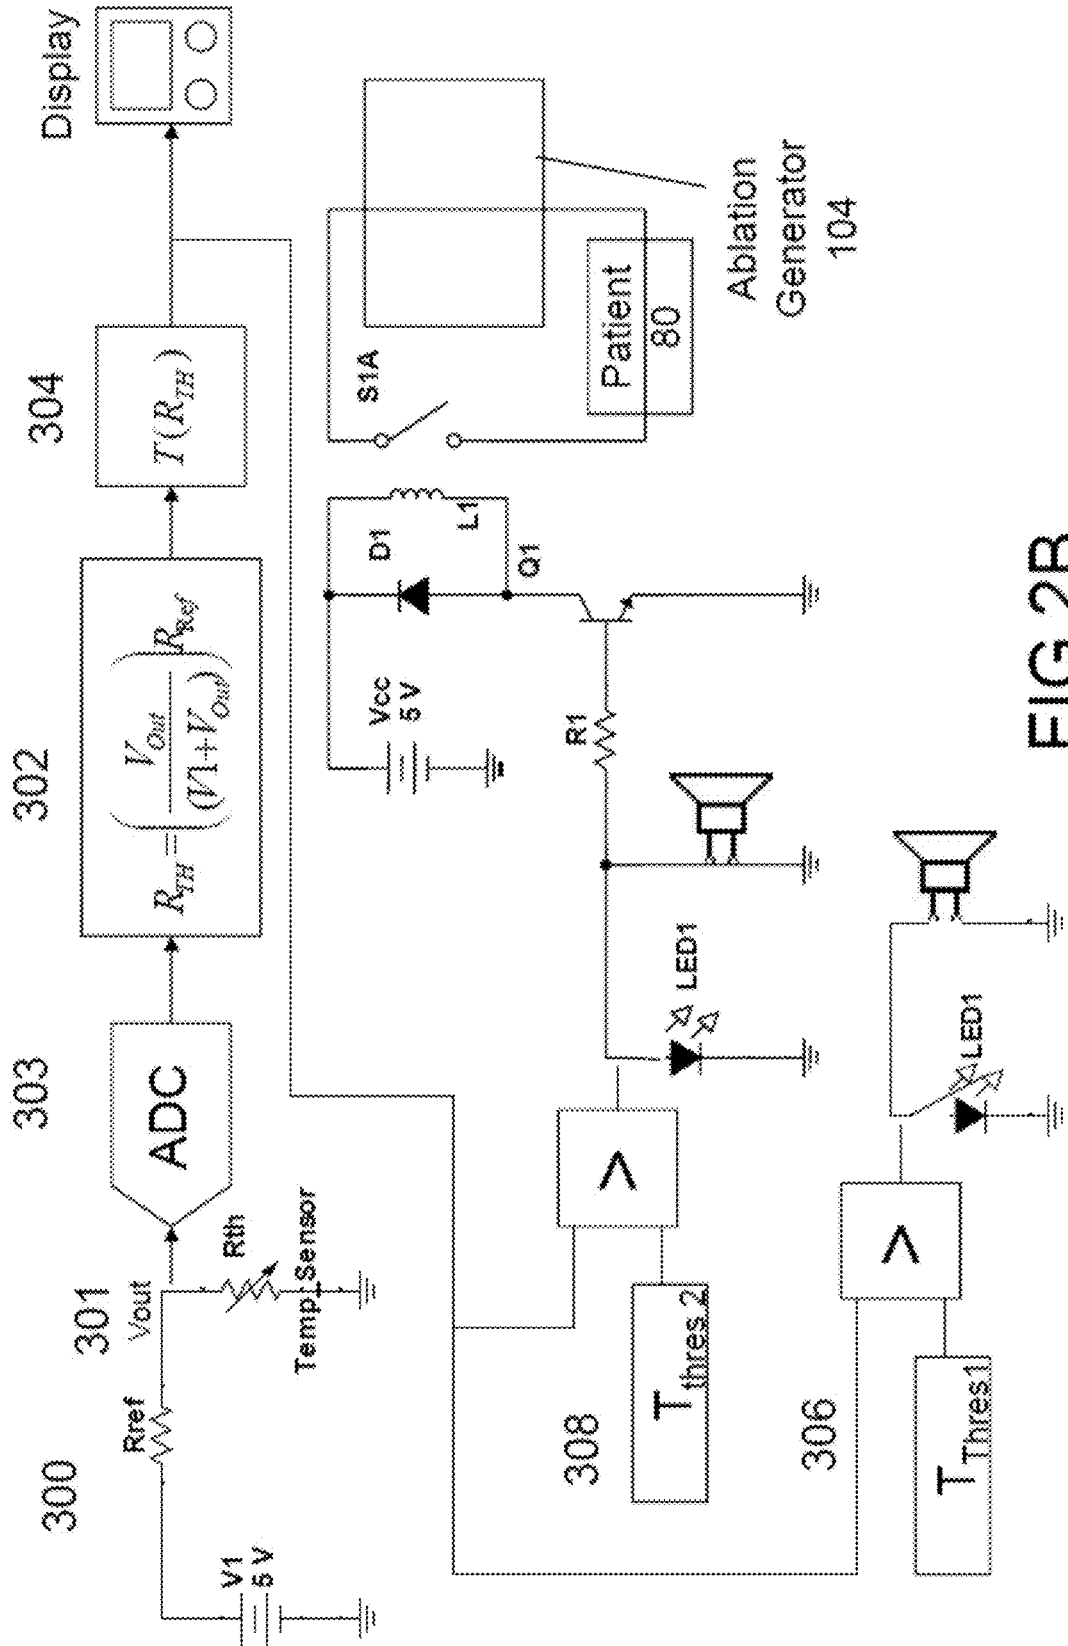 300
301
303
302
304
Display
V1
5 V
Rref
Vout
Rth
Temp_Sensor
ADC
R_TH = (V_Out / (V1+V_Out)) R_Ref
T(R_TH)
Vcc
5 V
D1
L1
Q1
S1A
R1
Patient
80
Ablation
Generator
104
308
T_thres 2
>
LED1
306
T_Thres1
>
LED1
FIG 2B